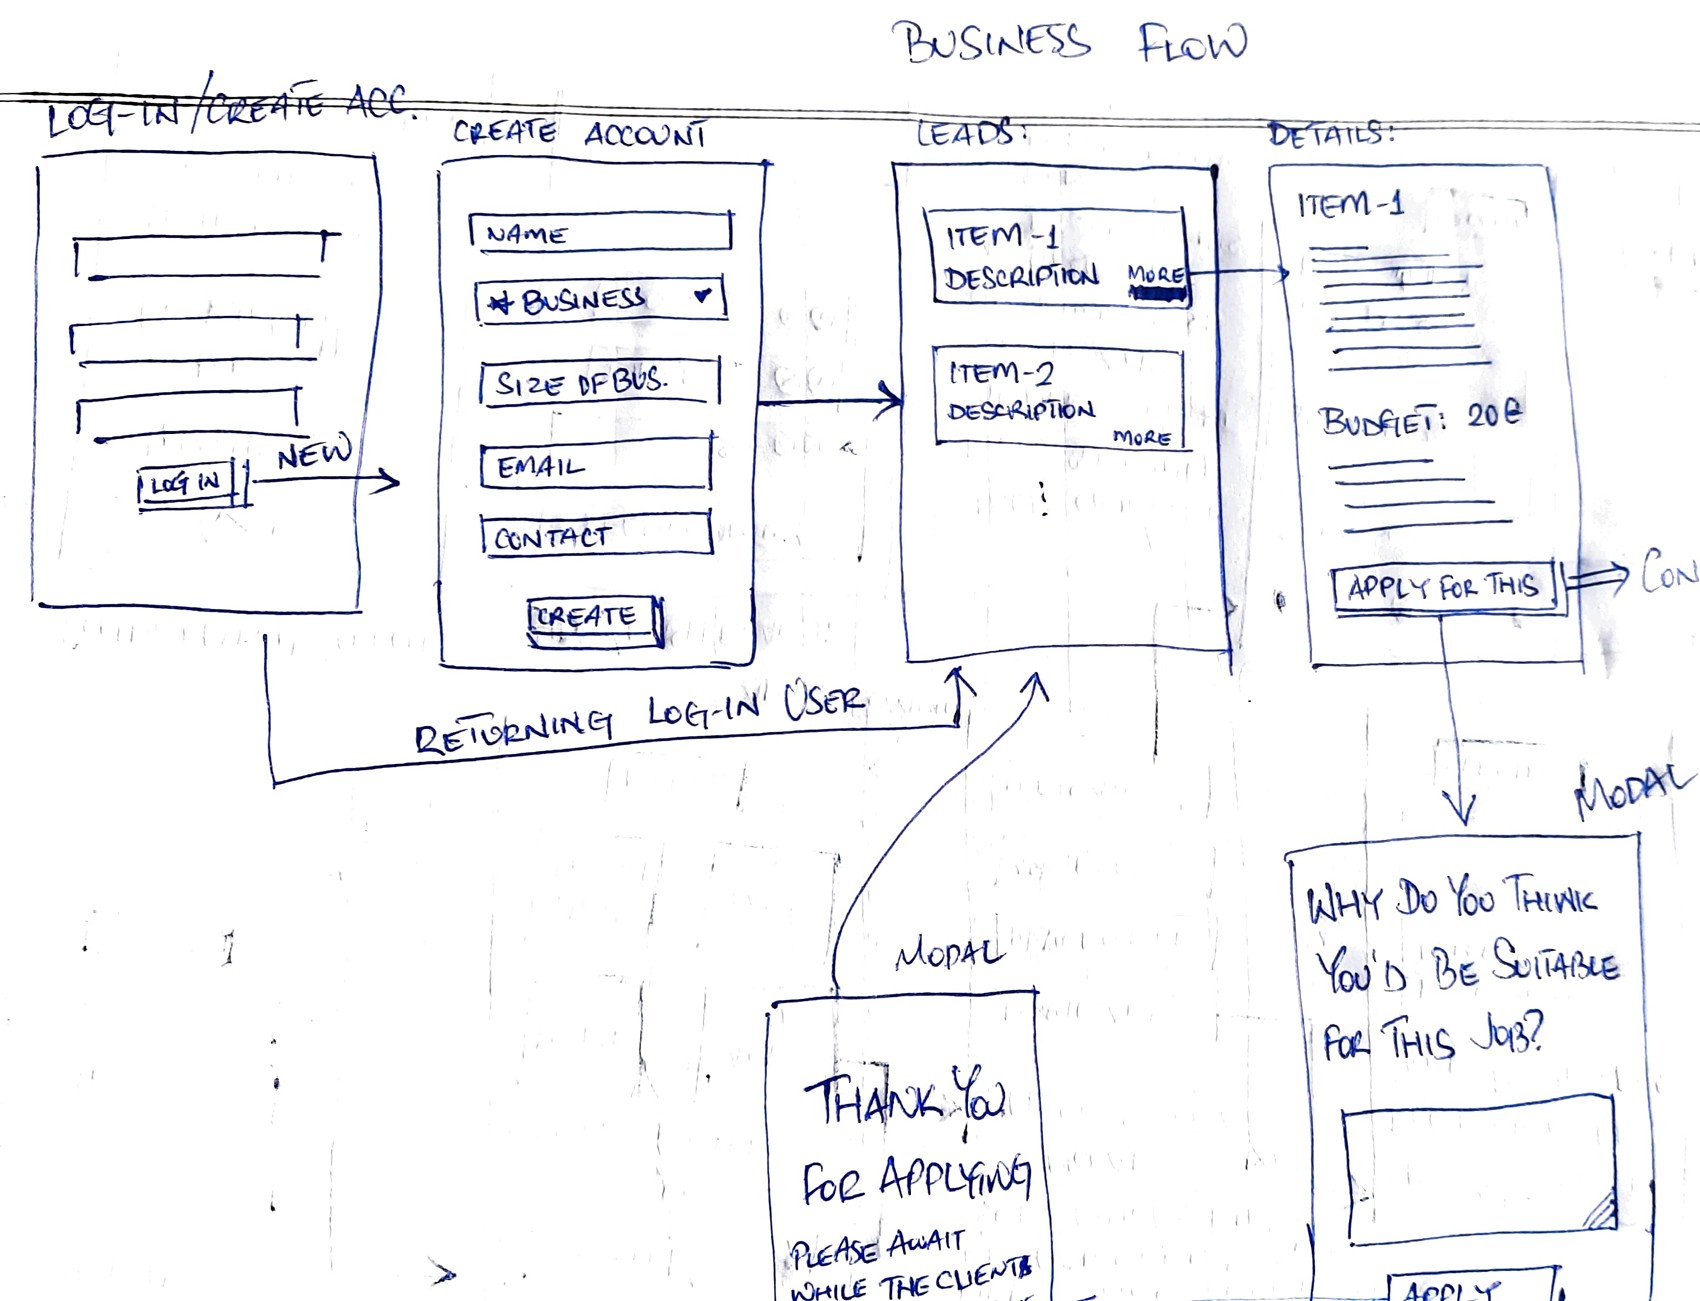 BUSINESS FLOW
LOG-IN/CREATE ACC.
LOG IN
NEW
CREATE ACCOUNT
NAME
BUSINESS
SIZE OF BUS.
EMAIL
CONTACT
CREATE
LEADS:
ITEM-1
DESCRIPTION MORE
ITEM-2
DESCRIPTION
MORE
DETAILS:
ITEM-1
BUDGET: 20€
APPLY FOR THIS
CON
RETURNING LOG-IN USER
MODAL
WHY DO YOU THINK
YOU'D BE SUITABLE
FOR THIS JOB?
APPLY
MODAL
THANK YOU
FOR APPLYING
PLEASE AWAIT
WHILE THE CLIENT